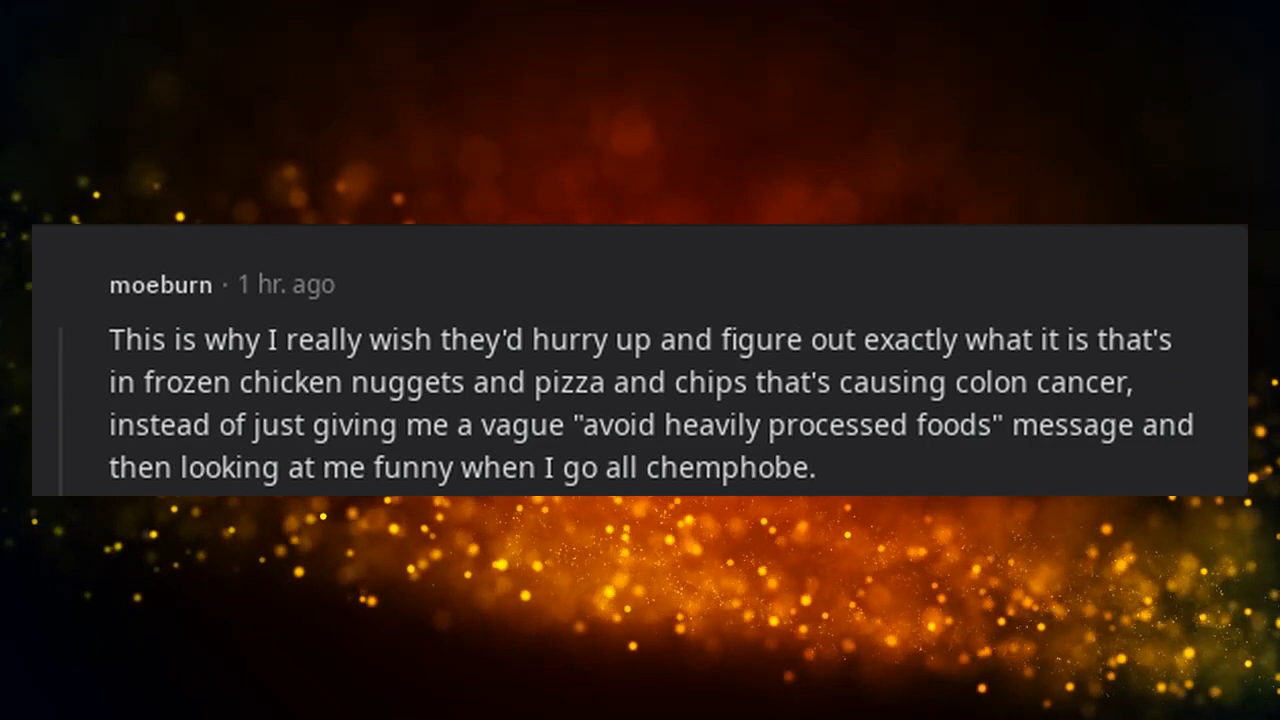 moeburn · 1 hr. ago
This is why I really wish they'd hurry up and figure out exactly what it is that's
in frozen chicken nuggets and pizza and chips that's causing colon cancer,
instead of just giving me a vague "avoid heavily processed foods" message and
then looking at me funny when I go all chemphobe.